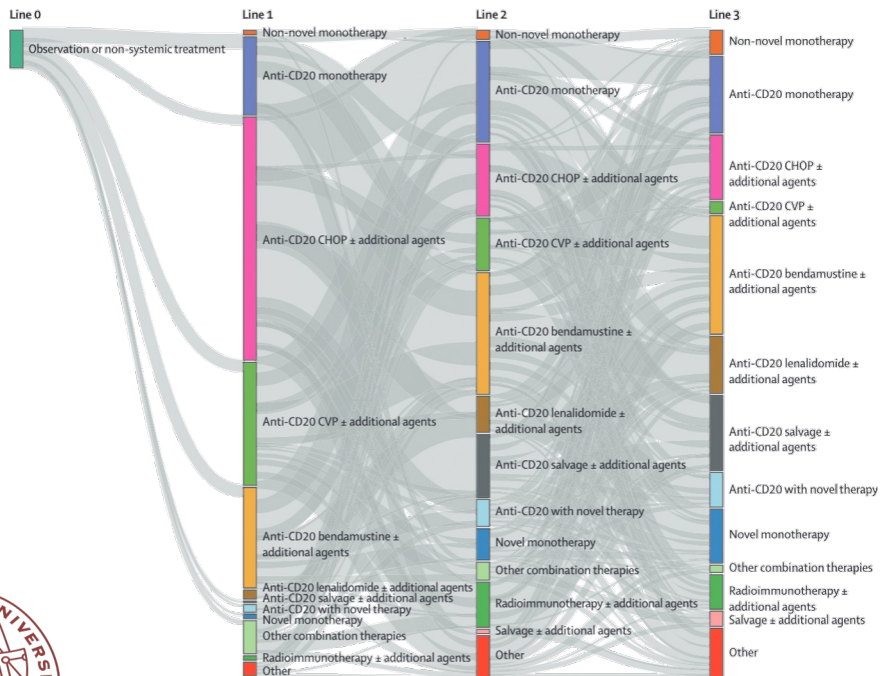 Line 0
Observation or non-systemic treatment
Line 1
Non-novel monotherapy
Anti-CD20 monotherapy
Anti-CD20 CHOP ± additional agents
Anti-CD20 CVP ± additional agents
Anti-CD20 bendamustine ±
additional agents
Anti-CD20 lenalidomide ± additional agents
Anti-CD20 salvage ± additional agents
Anti-CD20 with novel therapy
Novel monotherapy
Other combination therapies
Radioimmunotherapy ± additional agents
Other
Line 2
Non-novel monotherapy
Anti-CD20 monotherapy
Anti-CD20 CHOP ± additional agents
Anti-CD20 CVP ± additional agents
Anti-CD20 bendamustine ±
additional agents
Anti-CD20 lenalidomide ±
additional agents
Anti-CD20 salvage ± additional agents
Anti-CD20 with novel therapy
Novel monotherapy
Other combination therapies
Radioimmunotherapy ± additional agents
Salvage ± additional agents
Other
Line 3
Non-novel monotherapy
Anti-CD20 monotherapy
Anti-CD20 CHOP ±
additional agents
Anti-CD20 CVP ±
additional agents
Anti-CD20 bendamustine ±
additional agents
Anti-CD20 lenalidomide ±
additional agents
Anti-CD20 salvage ±
additional agents
Anti-CD20 with novel therapy
Novel monotherapy
Other combination therapies
Radioimmunotherapy ±
additional agents
Salvage ± additional agents
Other
NIVERS